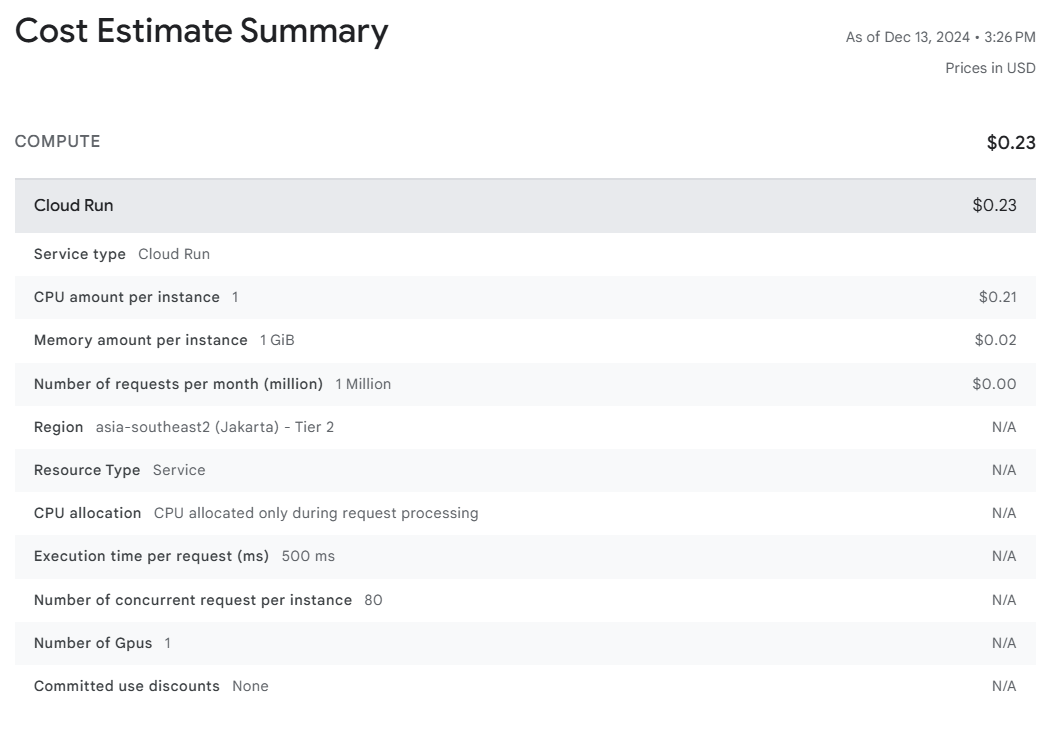 Cost Estimate Summary
As of Dec 13, 2024 • 3:26 PM
Prices in USD
COMPUTE $0.23
Cloud Run $0.23
Service type Cloud Run
CPU amount per instance 1 $0.21
Memory amount per instance 1 GiB $0.02
Number of requests per month (million) 1 Million $0.00
Region asia-southeast2 (Jakarta) - Tier 2 N/A
Resource Type Service N/A
CPU allocation CPU allocated only during request processing N/A
Execution time per request (ms) 500 ms N/A
Number of concurrent request per instance 80 N/A
Number of Gpus 1 N/A
Committed use discounts None N/A